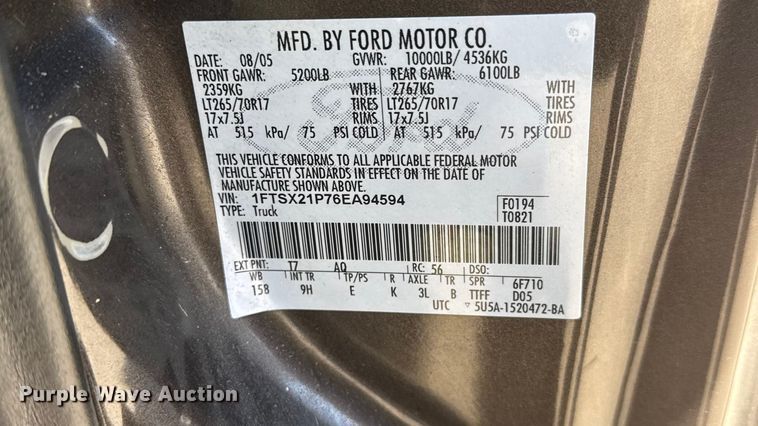 MFD. BY FORD MOTOR CO.
DATE: 08/05 GVWR: 10000LB/ 4536KG
FRONT GAWR: 5200LB REAR GAWR: 6100LB
2359KG WITH 2767KG WITH
LT265/70R17 TIRES LT265/70R17 TIRES
17x7.5J RIMS 17x7.5J RIMS
AT 515 kPa/ 75 PSI COLD AT 515 kPa/ 75 PSI COLD
THIS VEHICLE CONFORMS TO ALL APPLICABLE FEDERAL MOTOR
VEHICLE SAFETY STANDARDS IN EFFECT ON THE DATE OF
MANUFACTURE SHOWN ABOVE.
VIN: 1FTSX21P76EA94594 F0194
TYPE: Truck T0821
EXT PNT: T7 AQ RC: 56 DSO:
WB INT TR TP/PS R AXLE TR SPR 6F710
158 9H E K 3L B TTFF D05
UTC ▽ 5U5A-1520472-BA
Ford
Purple Wave Auction